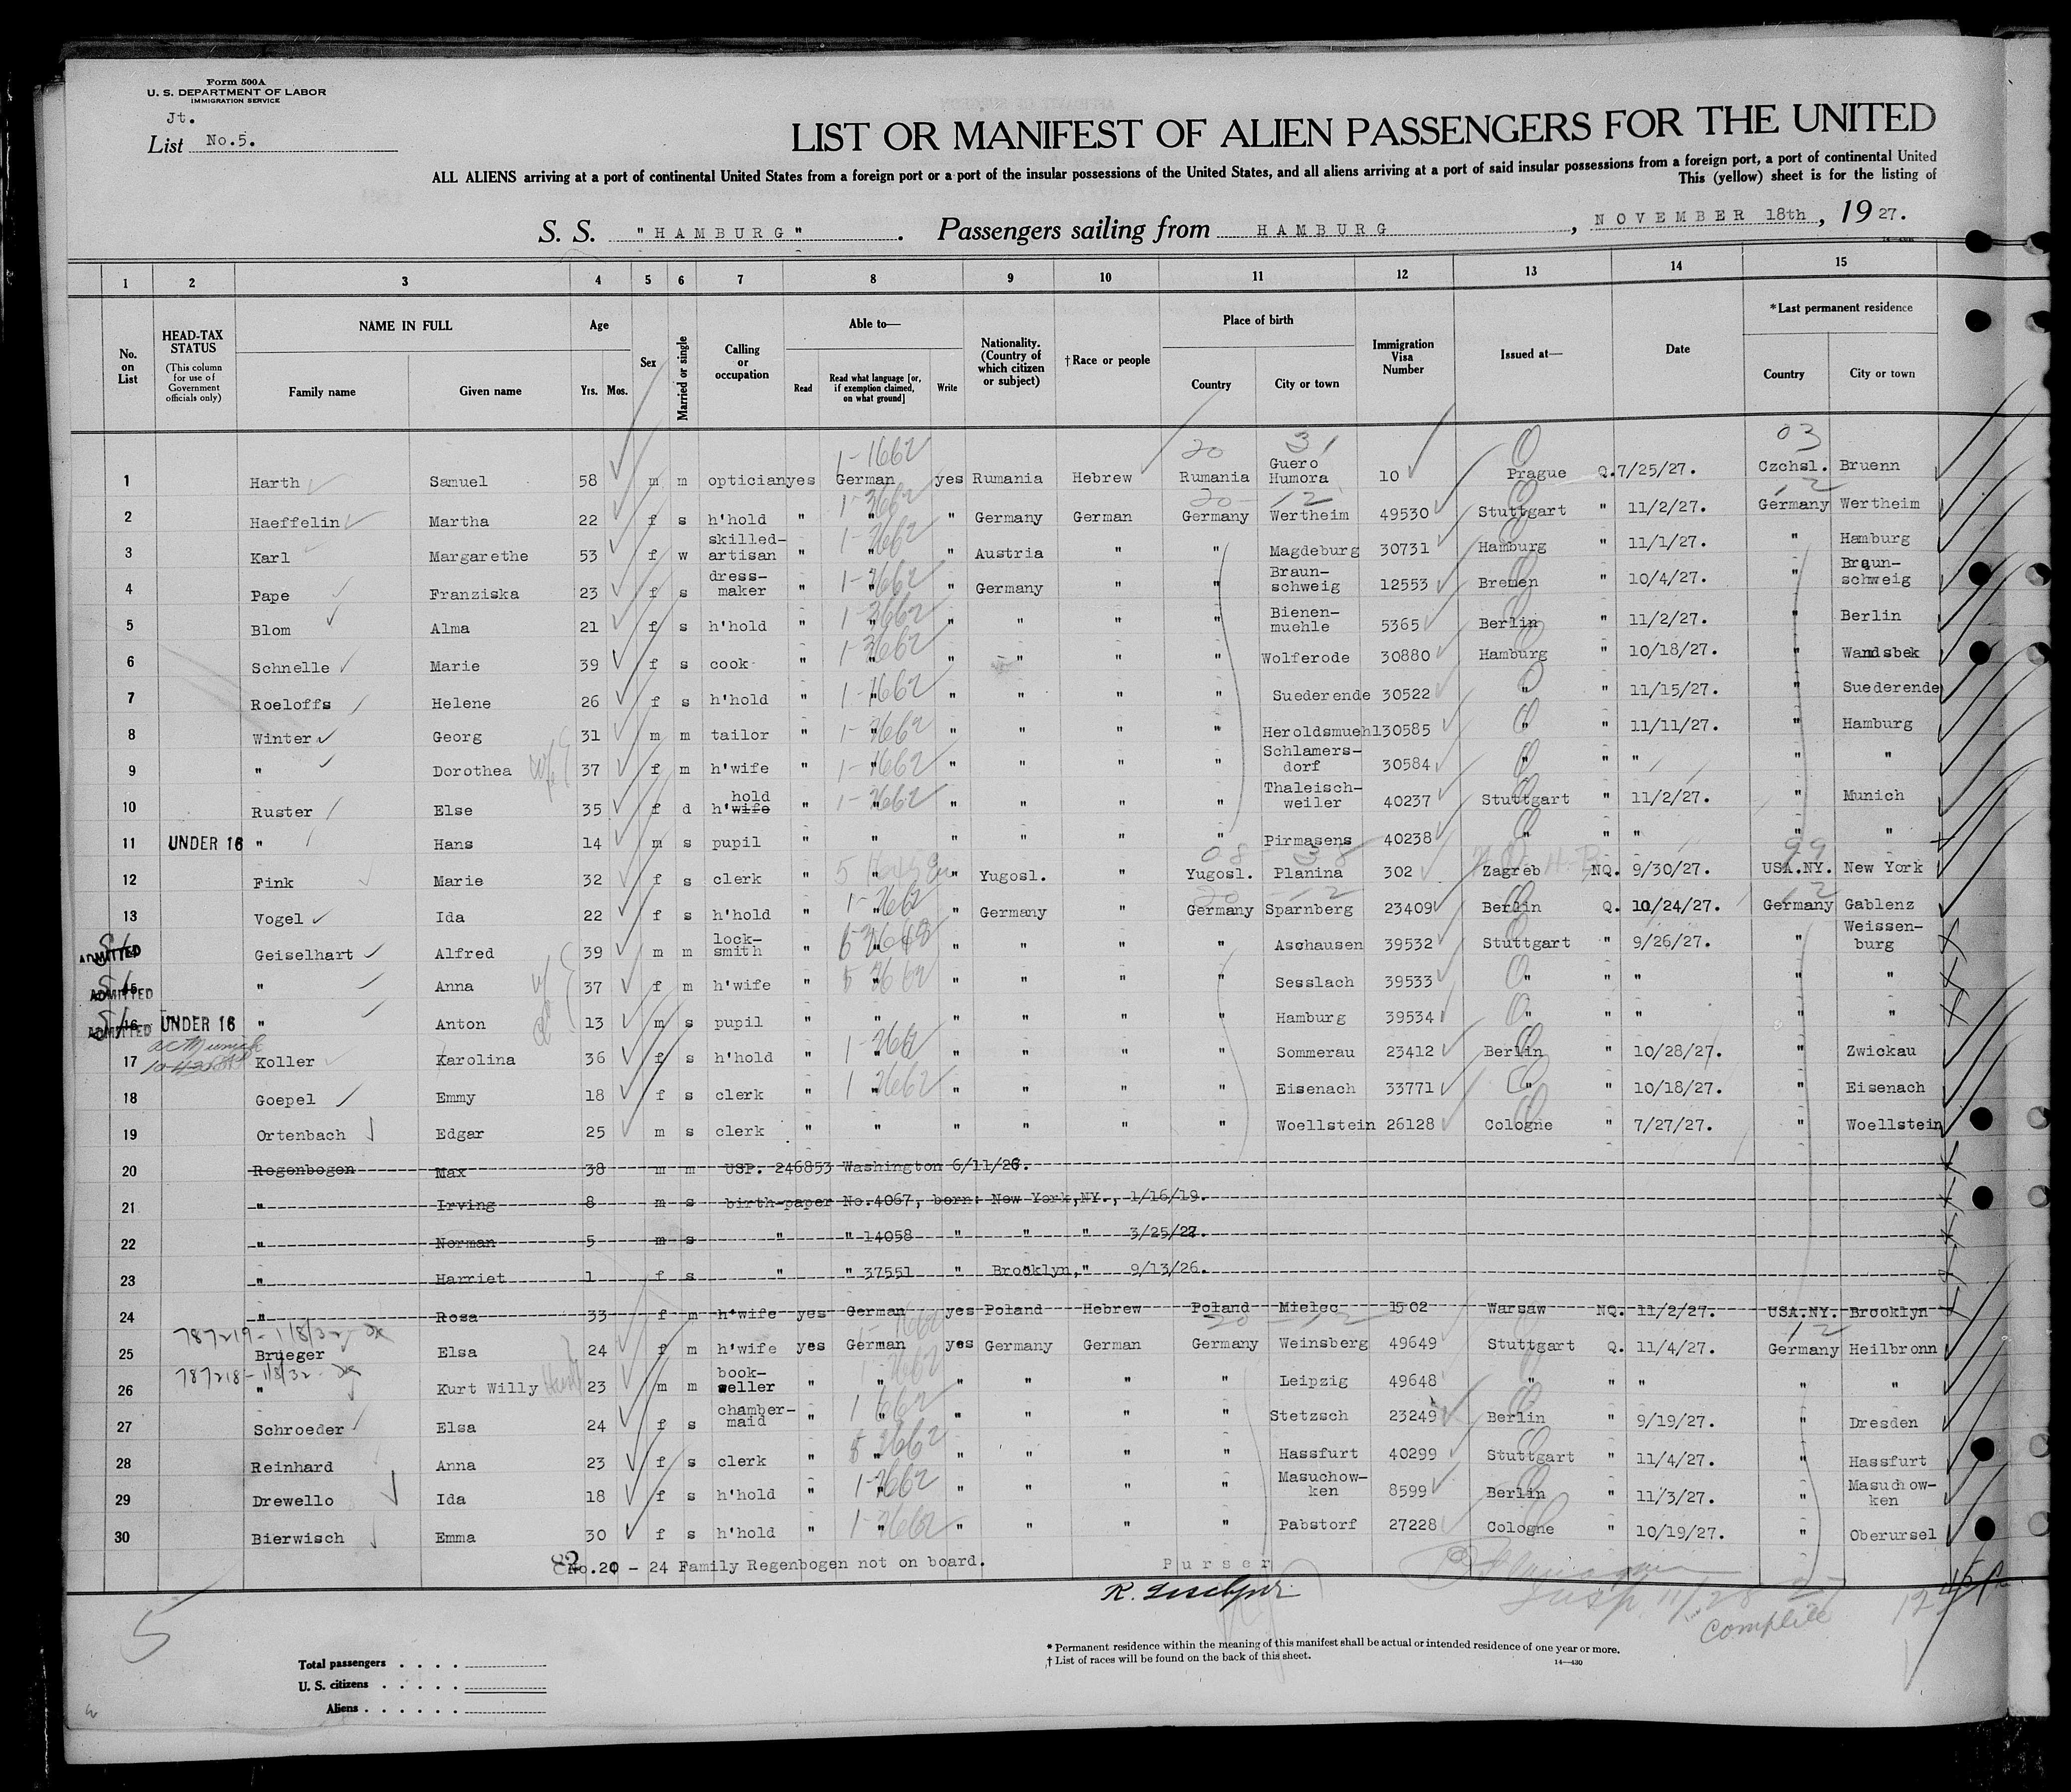 Form 500A
U. S. DEPARTMENT OF LABOR
IMMIGRATION SERVICE
Jt.
List No.5.
LIST OR MANIFEST OF ALIEN PASSENGERS FOR THE UNITED
ALL ALIENS arriving at a port of continental United States from a foreign port or a port of the insular possessions of the United States, and all aliens arriving at a port of said insular possessions from a foreign port, a port of continental United
This (yellow) sheet is for the listing of
S. S. "HAMBURG". Passengers sailing from HAMBURG, NOVEMBER 18th, 1927.
1 2 3 4 5 6 7 8 9 10 11 12 13 14 15
No. on List HEAD-TAX STATUS (This column for use of Government officials only) NAME IN FULL Family name Given name Age Yrs. Mos. Sex Married or single Calling or occupation Able to— Read Read what language [or, if exemption claimed, on what ground] Write Nationality. (Country of which citizen or subject) †Race or people Place of birth Country City or town Immigration Visa Number Issued at— Date *Last permanent residence Country City or town
1-1662 20 31 03
1 Harth Samuel 58 m m optician yes German yes Rumania Hebrew Rumania Guero Humora 10 Prague Q. 7/25/27. Czchsl. Bruenn
2 Haeffelin Martha 22 f s h'hold " " " Germany German Germany Wertheim 49530 Stuttgart " 11/2/27. Germany Wertheim
3 Karl Margarethe 53 f w skilled-artisan " " " Austria " " Magdeburg 30731 Hamburg " 11/1/27. " Hamburg
4 Pape Franziska 23 f s dress-maker " " " Germany " " Braun-schweig 12553 Bremen " 10/4/27. " Braun-schweig
5 Blom Alma 21 f s h'hold " " " " " " Bienen-muehle 5365 Berlin " 11/2/27. " Berlin
6 Schnelle Marie 39 f s cook " " " " " " Wolferode 30880 Hamburg " 10/18/27. " Wandsbek
7 Roeloffs Helene 26 f s h'hold " " " " " " Suederende 30522 " " 11/15/27. " Suederende
8 Winter Georg 31 m m tailor " " " " " " Heroldsmuehl 30585 " " 11/11/27. " Hamburg
9 " Dorothea 37 f m h'wife " " " " " " Schlamers-dorf 30584 " " " " "
10 Ruster Else 35 f d h'wife hold " " " " " " Thaleisch-weiler 40237 Stuttgart " 11/2/27. " Munich
11 UNDER 16 " Hans 14 m s pupil " " " " " " Pirmasens 40238 " " " " "
12 Fink Marie 32 f s clerk " " " Yugosl. " Yugosl. Planina 302 Zagreb NQ. 9/30/27. USA.NY. New York
13 Vogel Ida 22 f s h'hold " " " Germany " Germany Sparnberg 23409 Berlin Q. 10/24/27. Germany Gablenz
ADMITTED Geiselhart Alfred 39 m m lock-smith " " " " " " Aschausen 39532 Stuttgart " 9/26/27. " Weissen-burg
15 ADMITTED " Anna 37 f m h'wife " " " " " " Sesslach 39533 " " " " "
16 ADMITTED UNDER 16 " Anton 13 m s pupil " " " " " " Hamburg 39534 " " " " "
17 Koller Karolina 36 f s h'hold " " " " " " Sommerau 23412 Berlin " 10/28/27. " Zwickau
18 Goepel Emmy 18 f s clerk " " " " " " Eisenach 33771 " " 10/18/27. " Eisenach
19 Ortenbach Edgar 25 m s clerk " " " " " " Woellstein 26128 Cologne " 7/27/27. " Woellstein
20 Regenbogen Max 38 m m USP. 246853 Washington 6/11/26.
21 " Irving 8 m s birth-paper No.4067, born: New York,NY., 1/16/19.
22 " Norman 5 m s " " 14058 " " " 3/25/22.
23 " Harriet 1 f s " " 37551 " Brooklyn, " 9/13/26.
24 " Rosa 33 f m h'wife yes German yes Poland Hebrew Poland Mielec 1502 Warsaw NQ. 11/2/27. USA.NY. Brooklyn
787219 - 1/8/32
25 Brueger Elsa 24 f m h'wife yes German yes Germany German Germany Weinsberg 49649 Stuttgart Q. 11/4/27. Germany Heilbronn
787218 - 1/8/32
26 " Kurt Willy 23 m m book-seller " " " " " " Leipzig 49648 " " " " "
27 Schroeder Elsa 24 f s chamber-maid " " " " " " Stetzsch 23249 Berlin " 9/19/27. " Dresden
28 Reinhard Anna 23 f s clerk " " " " " " Hassfurt 40299 Stuttgart " 11/4/27. " Hassfurt
29 Drewello Ida 18 f s h'hold " " " " " " Masuchow-ken 8599 Berlin " 11/3/27. " Masuchow-ken
30 Bierwisch Emma 30 f s h'hold " " " " " " Pabstorf 27228 Cologne " 10/19/27. " Oberursel
No.20 - 24 Family Regenbogen not on board. Purser
Complete
5
* Permanent residence within the meaning of this manifest shall be actual or intended residence of one year or more.
† List of races will be found on the back of this sheet. 14—430
Total passengers
U. S. citizens
Aliens